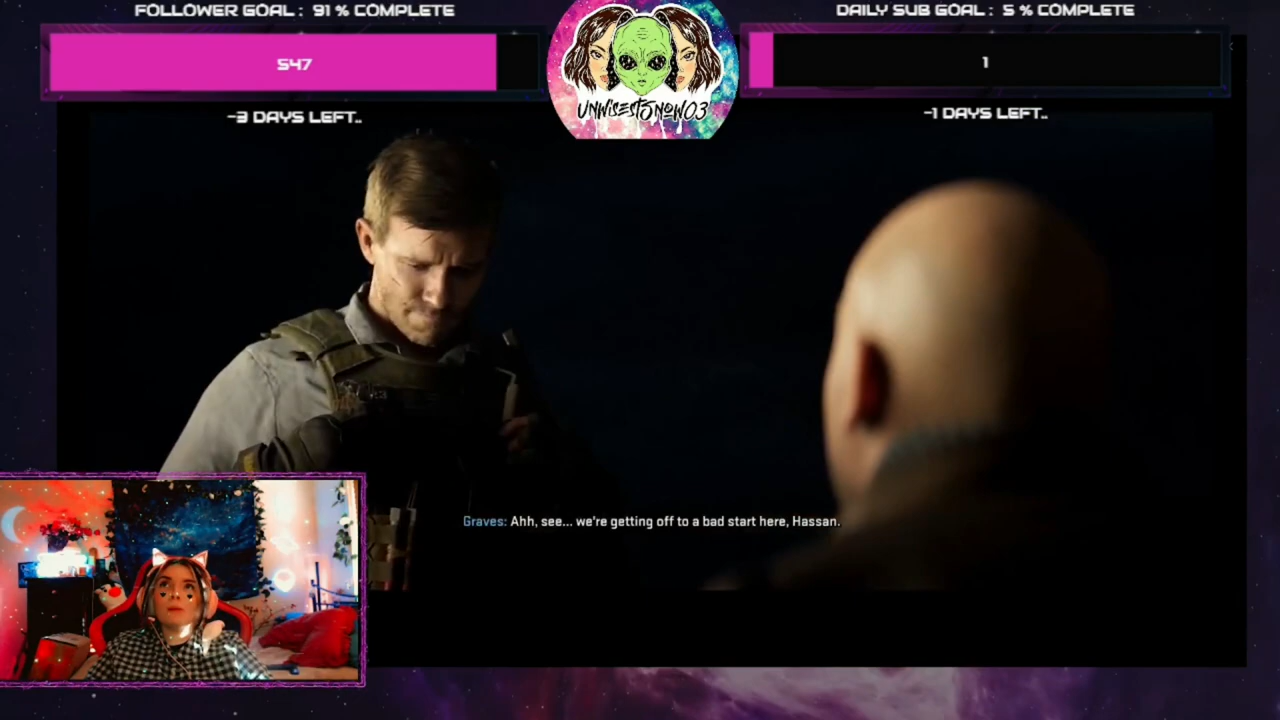 FOLLOWER GOAL : 91 % COMPLETE
547
-3 DAYS LEFT..
UNWISESTSNOW03
DAILY SUB GOAL : 5 % COMPLETE
1
-1 DAYS LEFT..
Graves: Ahh, see... we're getting off to a bad start here, Hassan.